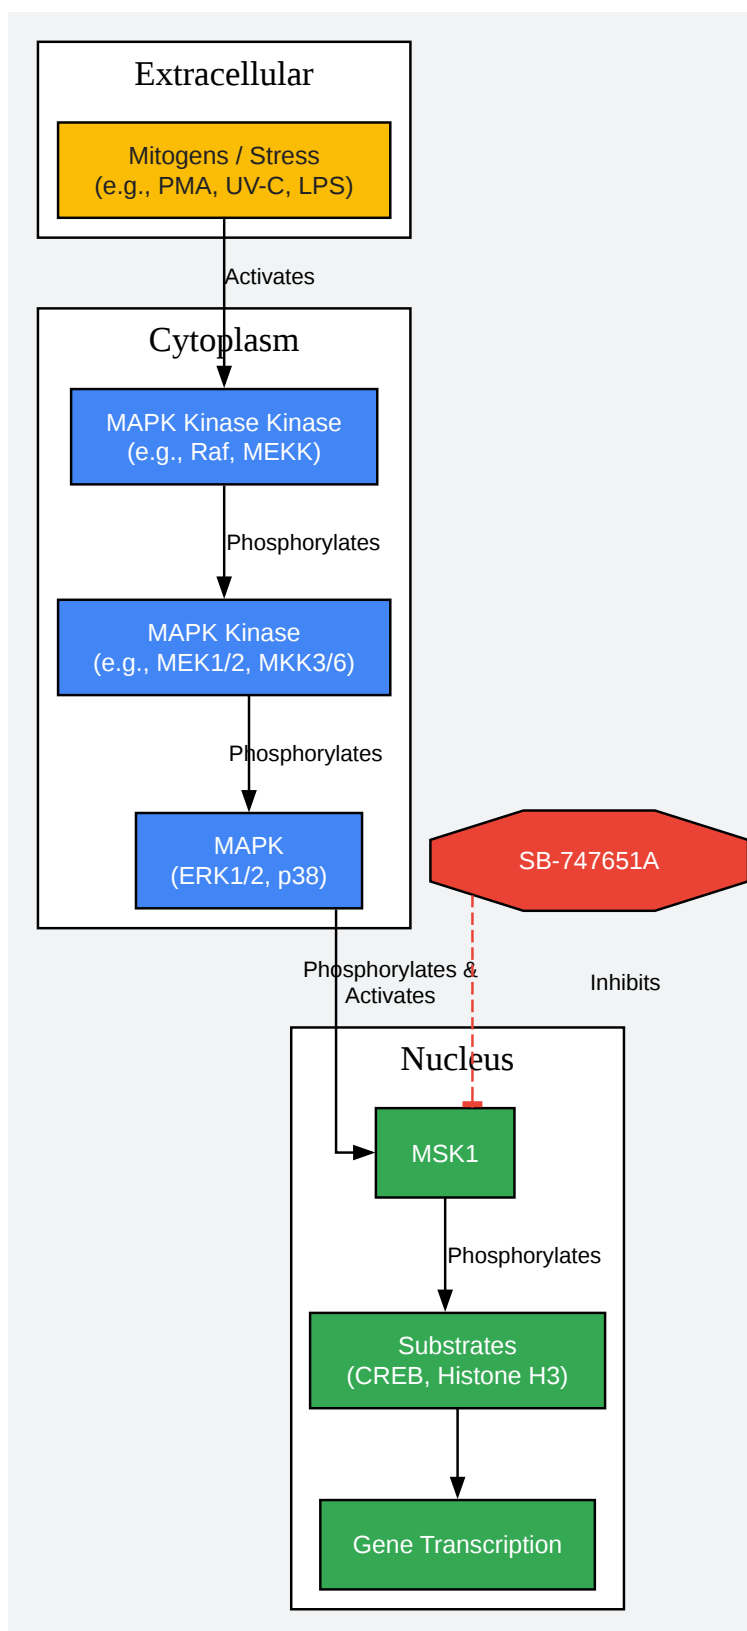 Extracellular
Mitogens / Stress
(e.g., PMA, UV-C, LPS)
Activates
Cytoplasm
MAPK Kinase Kinase
(e.g., Raf, MEKK)
Phosphorylates
MAPK Kinase
(e.g., MEK1/2, MKK3/6)
Phosphorylates
MAPK
(ERK1/2, p38)
SB-747651A
Phosphorylates &
Activates
Inhibits
Nucleus
MSK1
Phosphorylates
Substrates
(CREB, Histone H3)
Gene Transcription